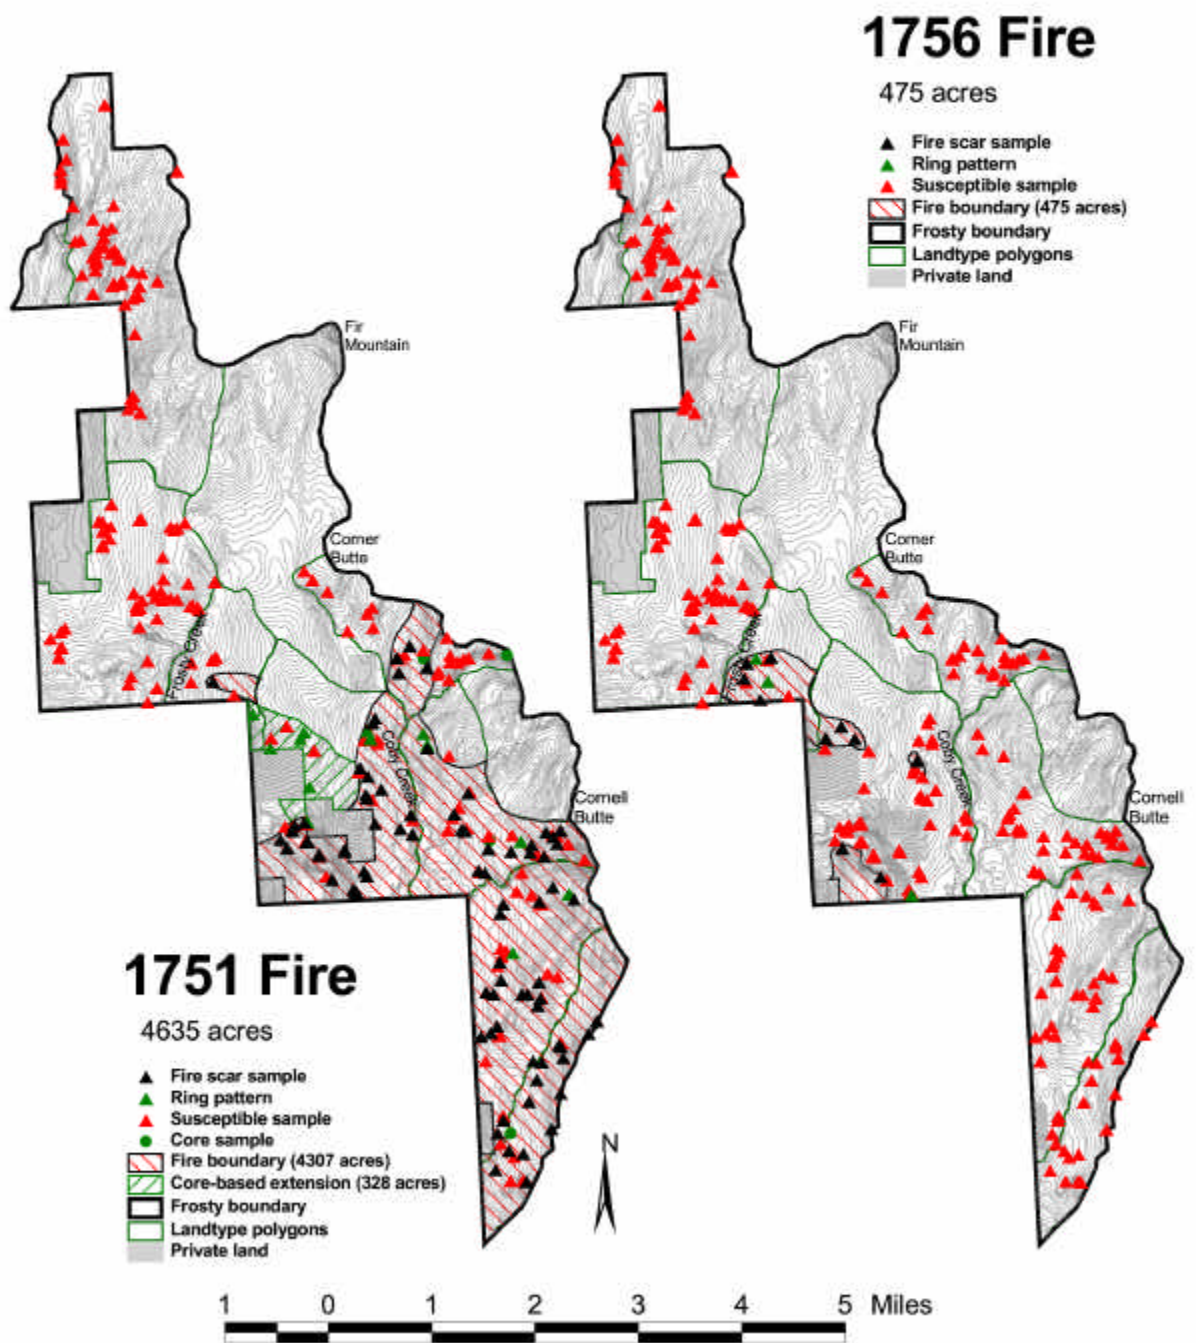 1756 Fire
475 acres
Fire scar sample
Ring pattern
Susceptible sample
Fire boundary (475 acres)
Frosty boundary
Landtype polygons
Private land
Fir
Mountain
Fir
Mountain
Corner
Butte
Corner
Butte
Frosty Creek
Frosty Creek
Colby Creek
Colby Creek
Cornell
Butte
Cornell
Butte
1751 Fire
4635 acres
Fire scar sample
Ring pattern
Susceptible sample
Core sample
Fire boundary (4307 acres)
Core-based extension (328 acres)
Frosty boundary
Landtype polygons
Private land
N
1 0 1 2 3 4 5 Miles